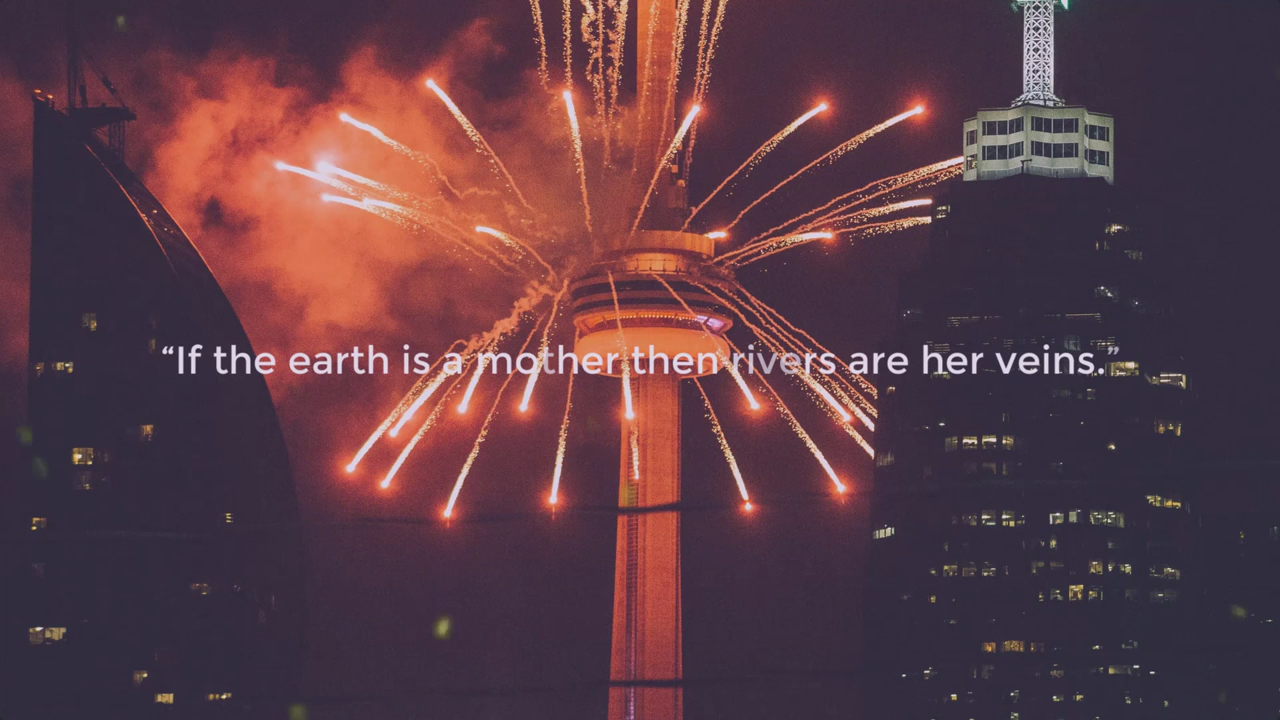 “If the earth is a mother then rivers are her veins.”